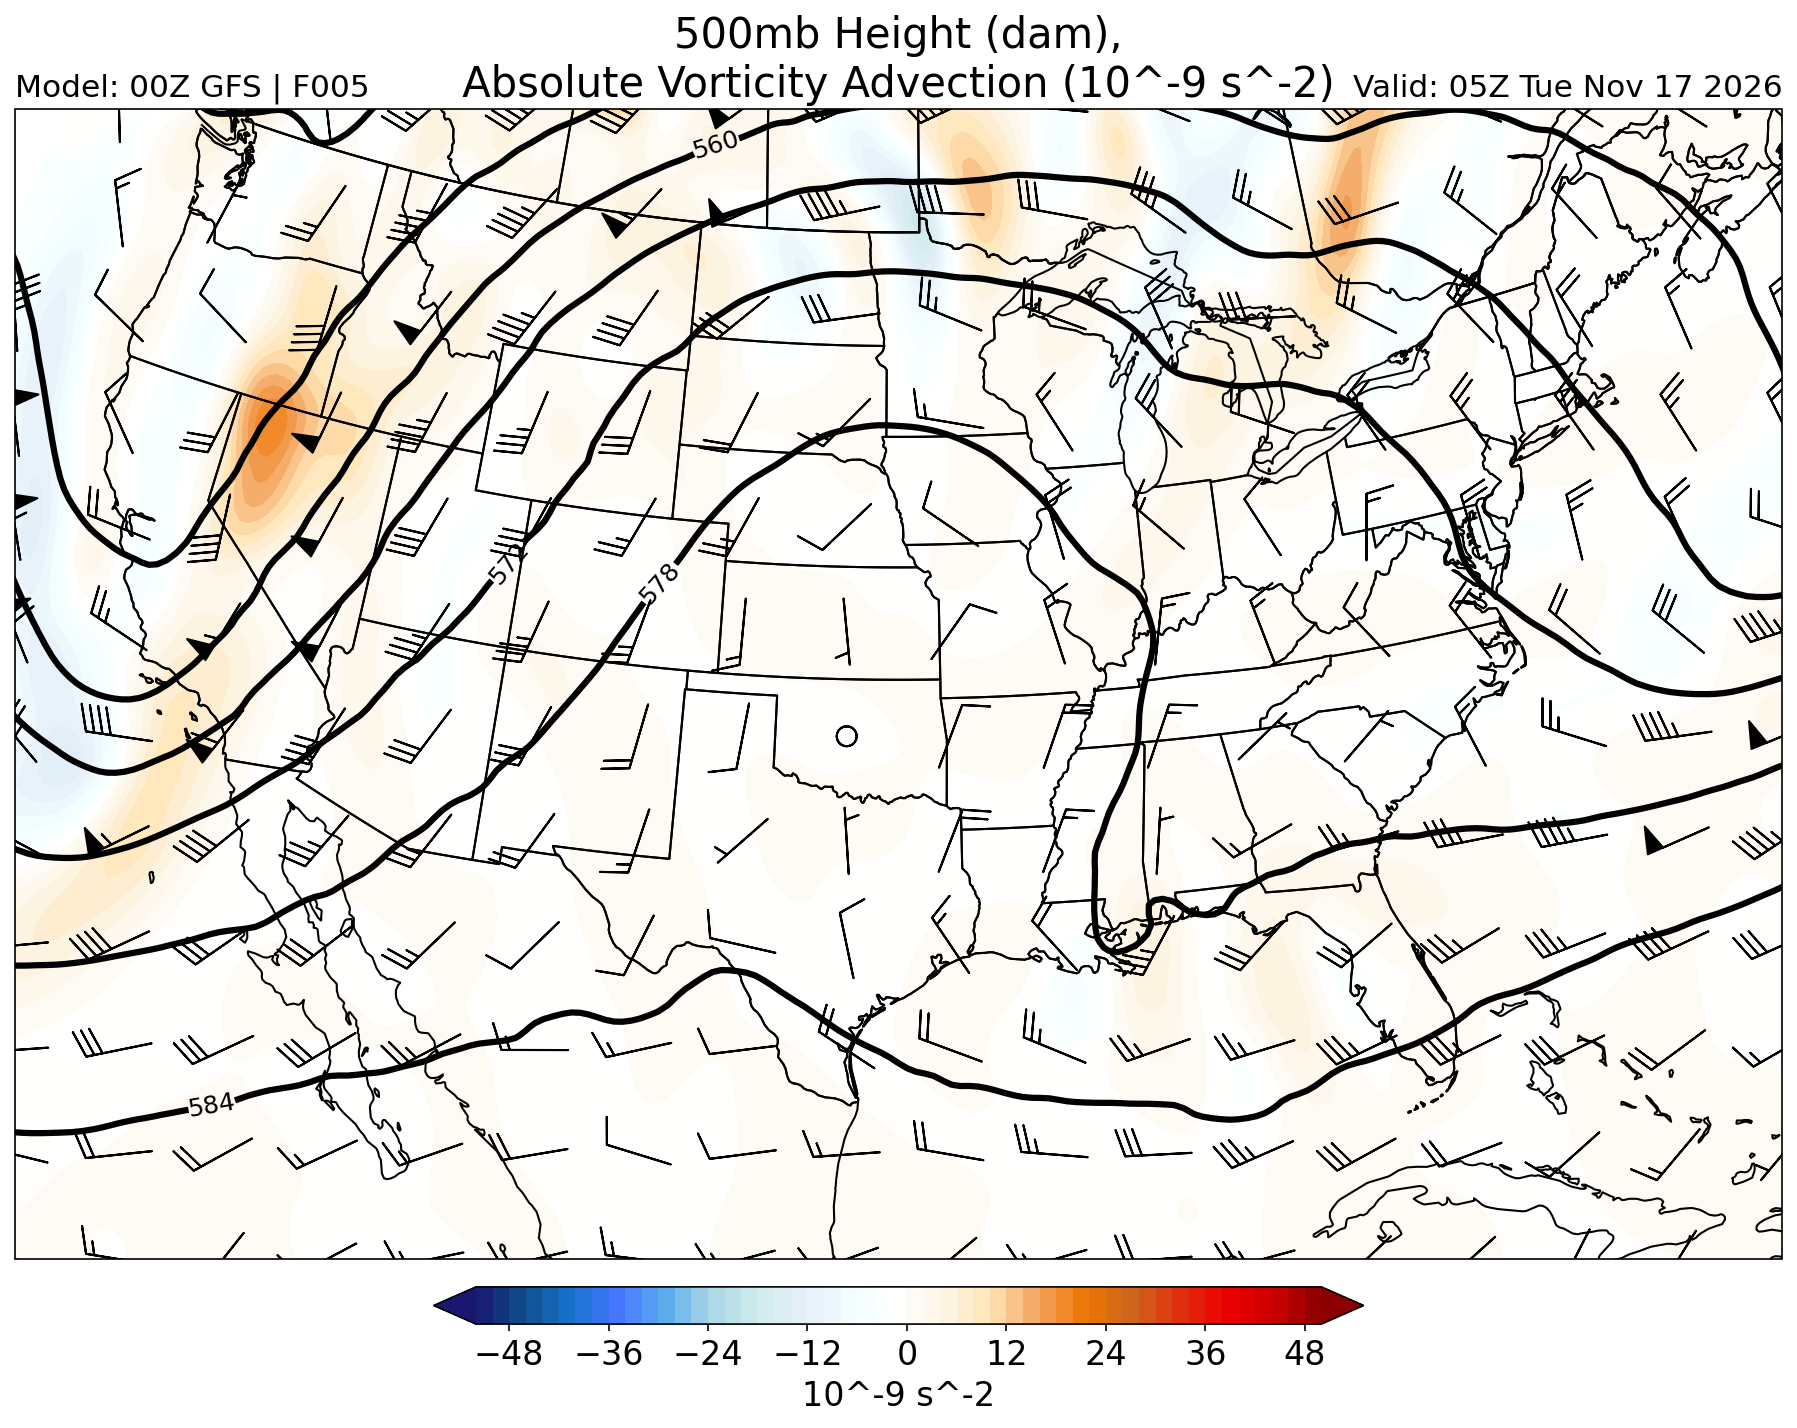 500mb Height (dam),
Model: 00Z GFS | F005
Absolute Vorticity Advection (10^-9 s^-2)
Valid: 05Z Tue Nov 17 2026
560
578
584
−48 −36 −24 −12 0 12 24 36 48
10^-9 s^-2